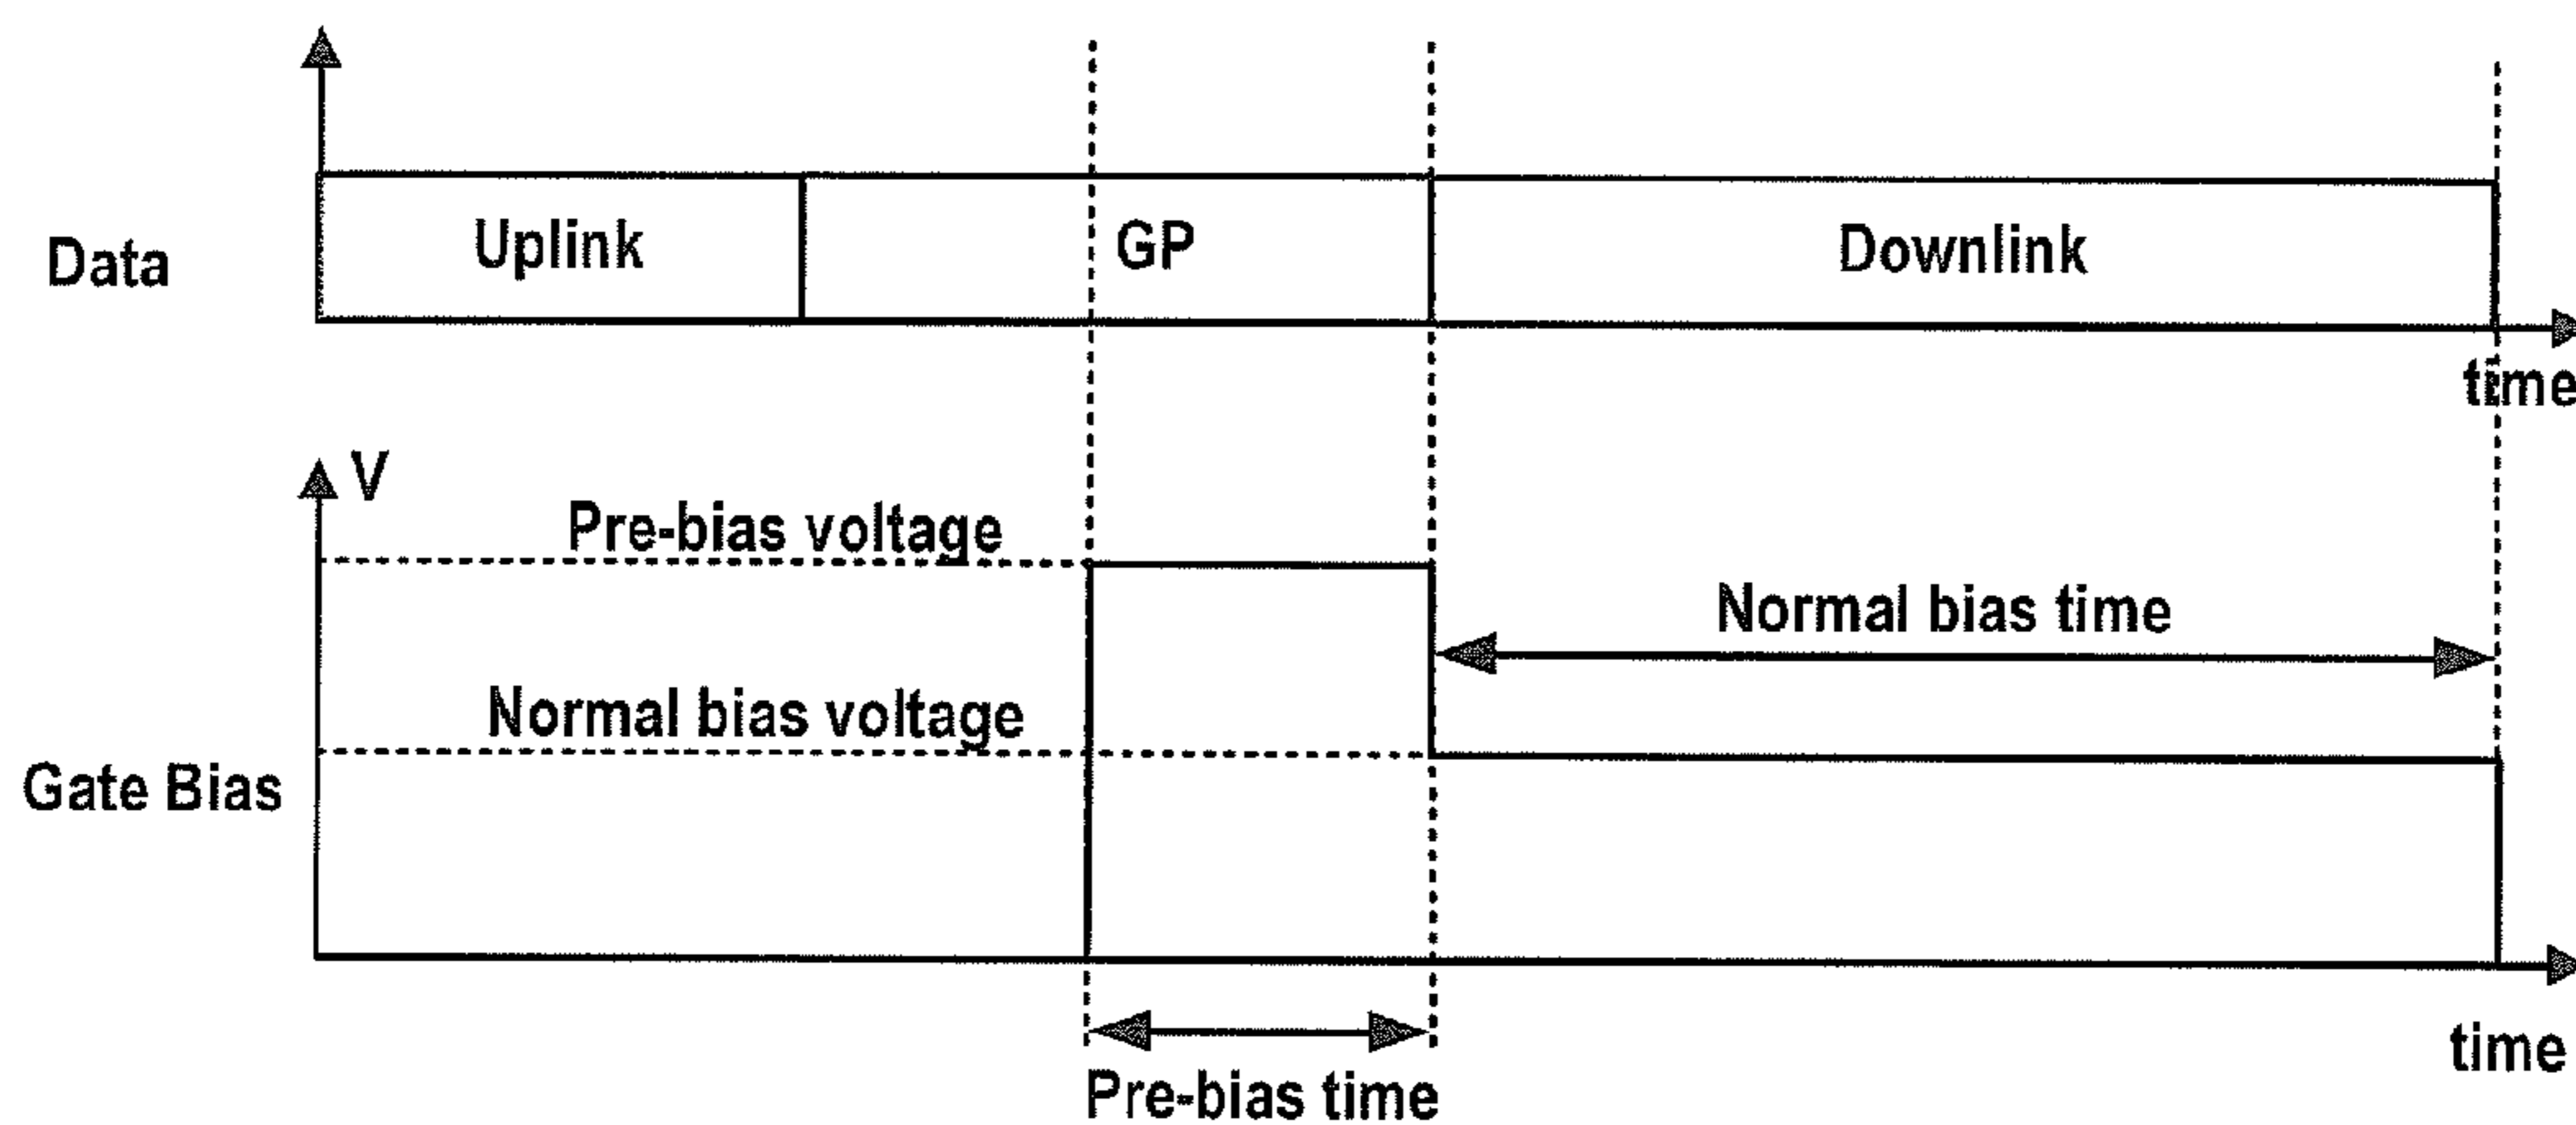 Data
Uplink
GP
Downlink
time
V
Pre-bias voltage
Normal bias time
Normal bias voltage
Gate Bias
time
Pre-bias time